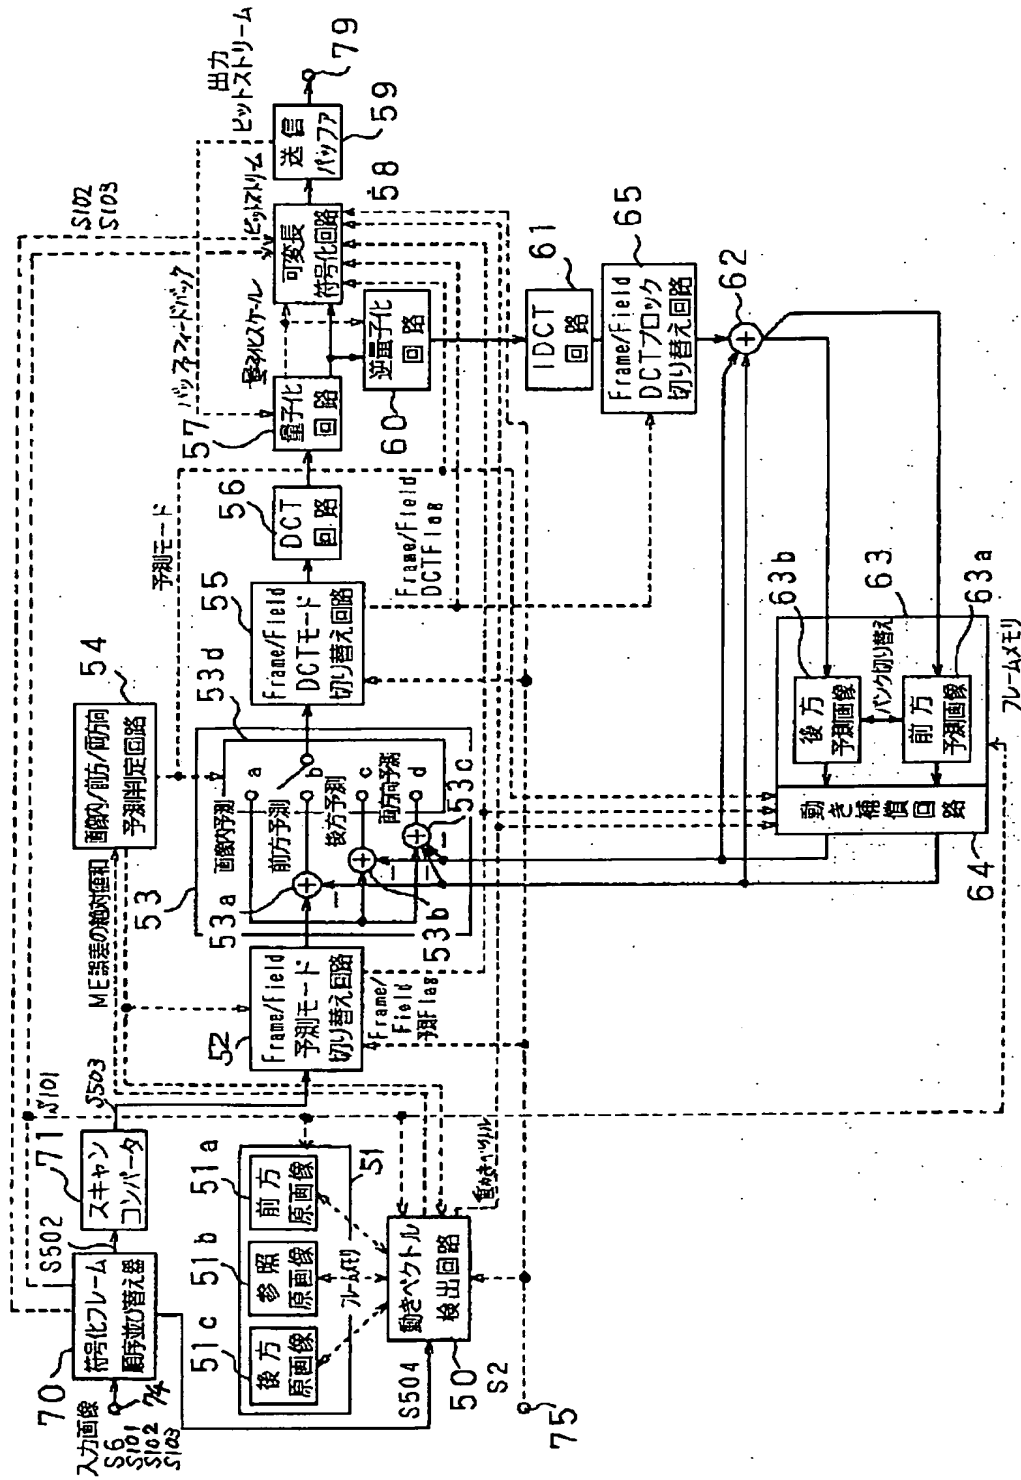 入力画像
S6
S101
S102
S103
74
70
符号化フレーム
順序並び替え器
S502
71
スキャン
コンバータ
S503
S101
S102
S103
ME誤差の絶対値和
54
画像内/前方/両方向
予測判定回路
予測モード
バッファフィードバック
51c
後方
原画像
51b
参照
原画像
51a
前方
原画像
51
フレームメモリ
S504
動きベクトル
検出回路
50
動きベクトル
S2
75
52
Frame/Field
予測モード
切り替え回路
Frame/
Field
予測Flag
53
53a
53b
53c
53d
画像内予測
前方予測
後方予測
両方向予測
a
b
c
d
55
Frame/Field
DCTモード
切り替え回路
Frame/Field
DCTFlag
56
DCT
回路
57
量子化
回路
量子化スケール
可変長
符号化回路
58
ビットストリーム
送信
バッファ
59
出力
ビットストリーム
79
60
逆量子化
回路
61
IDCT
回路
65
Frame/Field
DCTブロック
切り替え回路
62
63b
63
63a
後方
予測画像
バンク切り替え
前方
予測画像
フレームメモリ
動き補償回路
64